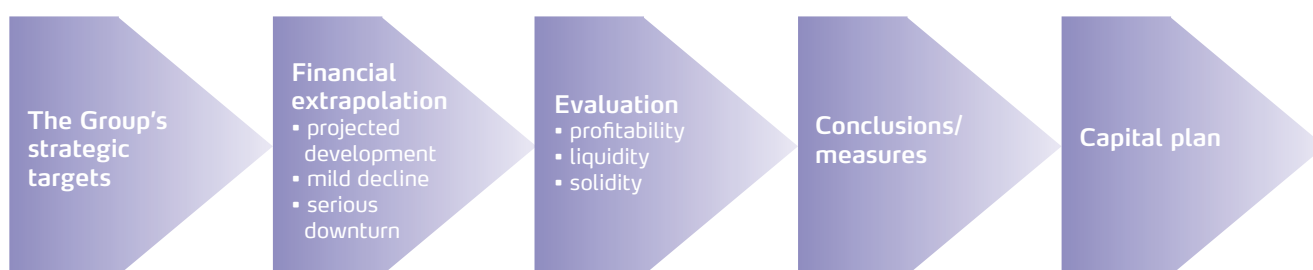 The Group's
strategic
targets
Financial
extrapolation
▪ projected
development
▪ mild decline
▪ serious
downturn
Evaluation
▪ profitability
▪ liquidity
▪ solidity
Conclusions/
measures
Capital plan